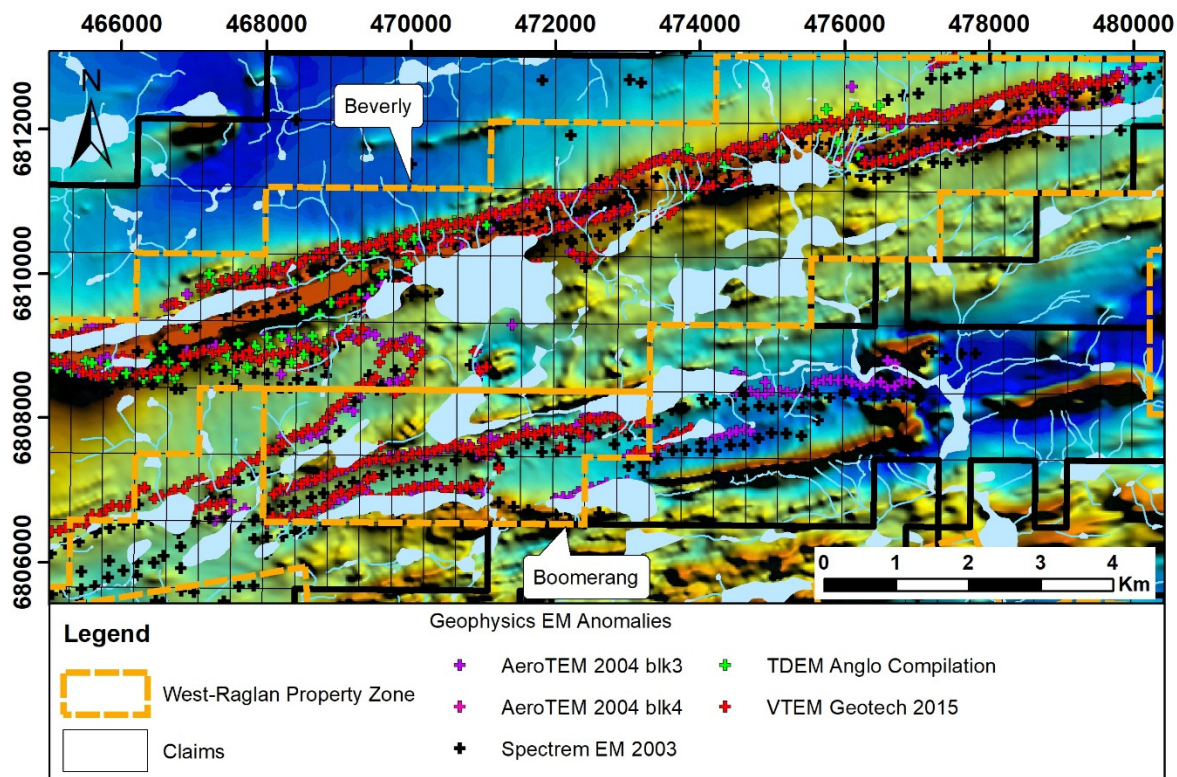 466000 468000 470000 472000 474000 476000 478000 480000
N
Beverly
6812000
6810000
6808000
6806000
Boomerang
0 1 2 3 4
Km
Legend
West-Raglan Property Zone
Claims
Geophysics EM Anomalies
AeroTEM 2004 blk3
AeroTEM 2004 blk4
Spectrem EM 2003
TDEM Anglo Compilation
VTEM Geotech 2015